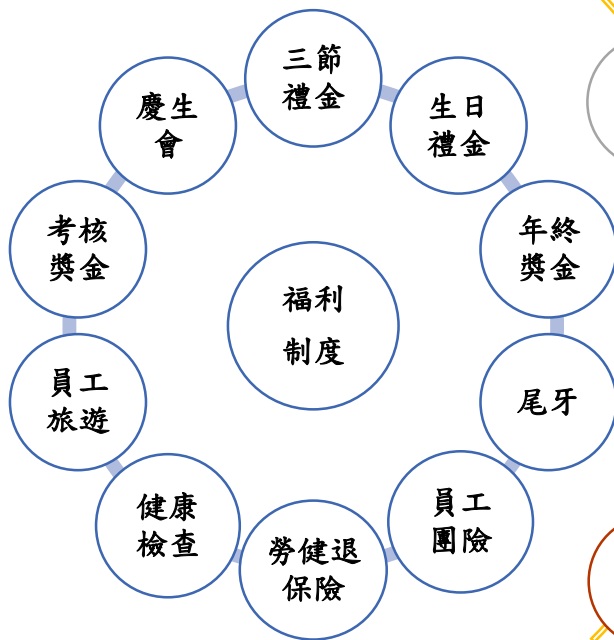 三節
禮金
生日
禮金
年終
獎金
尾牙
員工
團險
勞健退
保險
健康
檢查
員工
旅遊
考核
獎金
慶生
會
福利
制度